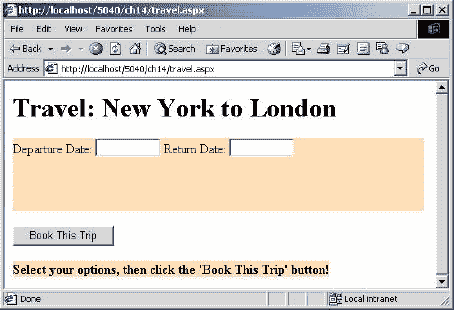 http://localhost/5040/ch14/travel.aspx
File Edit View Favorites Tools Help
Back Search Favorites
Address http://localhost/5040/ch14/travel.aspx Go
Travel: New York to London
Departure Date: Return Date:
Book This Trip
Select your options, then click the 'Book This Trip' button!
Done Local intranet